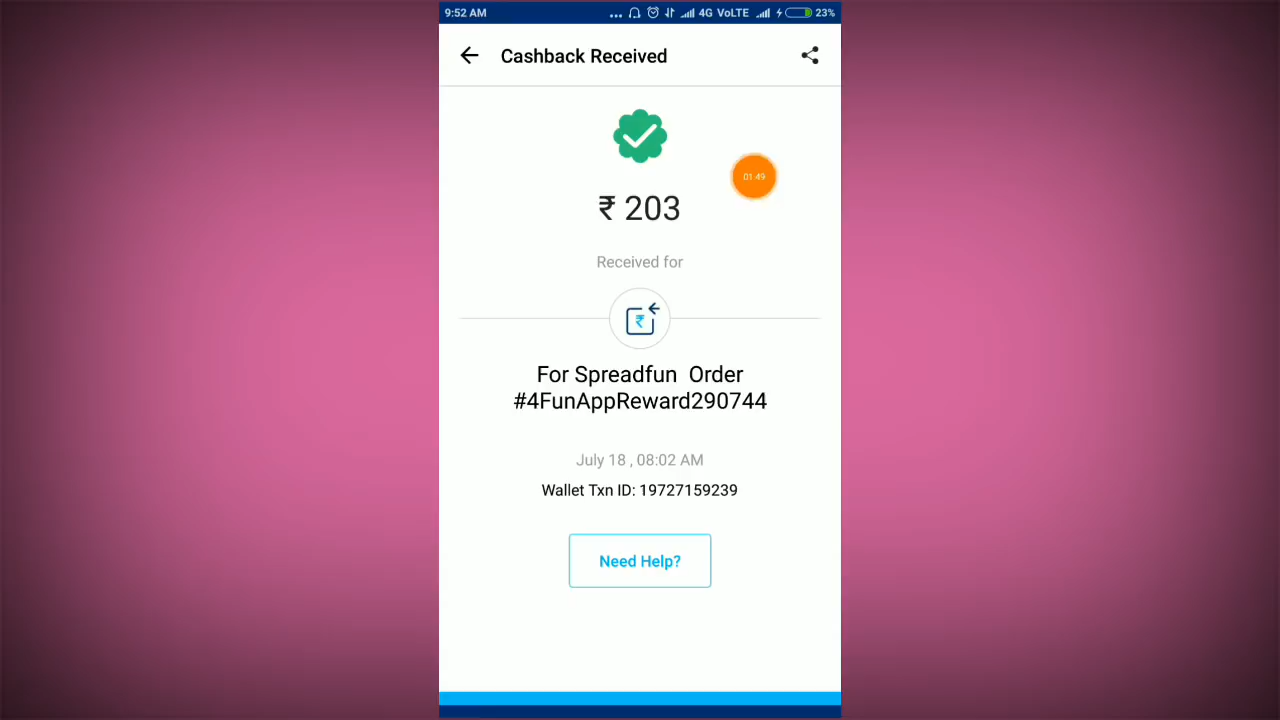 9:52 AM
... 4G VoLTE 23%
Cashback Received
01:49
₹ 203
Received for
₹
For Spreadfun Order
#4FunAppReward290744
July 18 , 08:02 AM
Wallet Txn ID: 19727159239
Need Help?